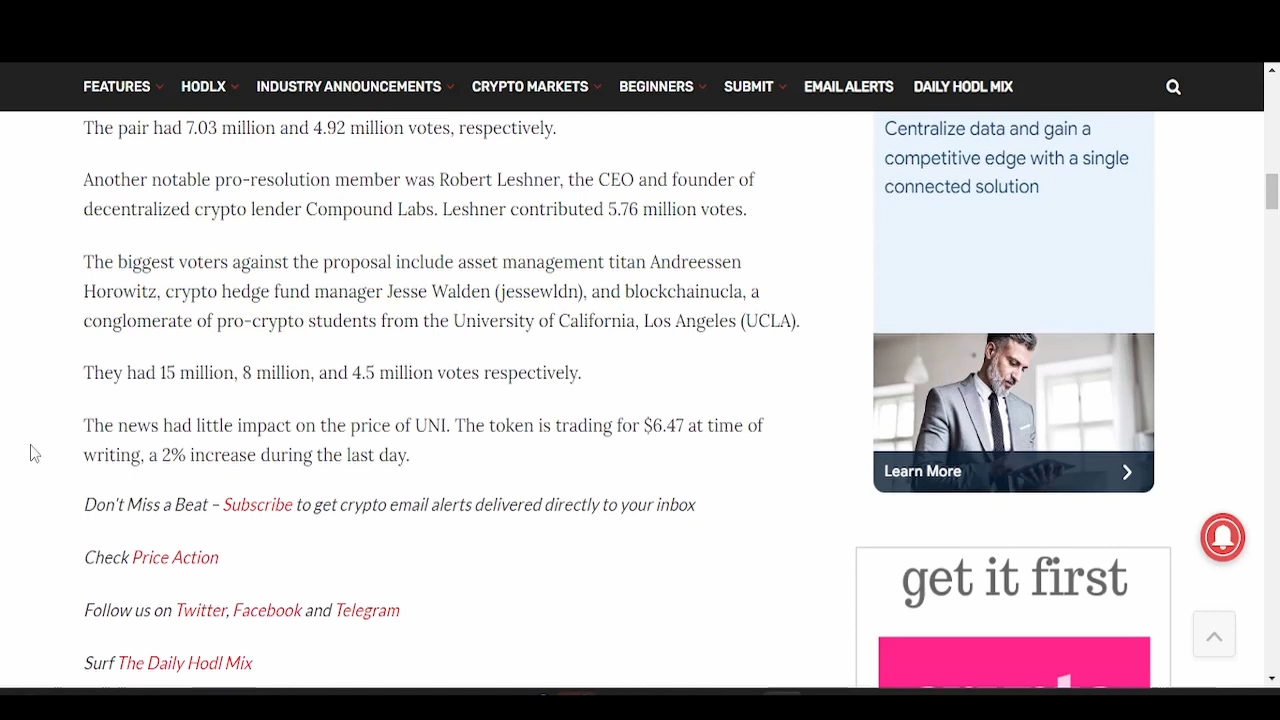 FEATURES HODLX INDUSTRY ANNOUNCEMENTS CRYPTO MARKETS BEGINNERS SUBMIT EMAIL ALERTS DAILY HODL MIX
The pair had 7.03 million and 4.92 million votes, respectively.
Another notable pro-resolution member was Robert Leshner, the CEO and founder of
decentralized crypto lender Compound Labs. Leshner contributed 5.76 million votes.
The biggest voters against the proposal include asset management titan Andreessen
Horowitz, crypto hedge fund manager Jesse Walden (jessewldn), and blockchainucla, a
conglomerate of pro-crypto students from the University of California, Los Angeles (UCLA).
They had 15 million, 8 million, and 4.5 million votes respectively.
The news had little impact on the price of UNI. The token is trading for $6.47 at time of
writing, a 2% increase during the last day.
Don't Miss a Beat – Subscribe to get crypto email alerts delivered directly to your inbox
Check Price Action
Follow us on Twitter, Facebook and Telegram
Surf The Daily Hodl Mix
Centralize data and gain a
competitive edge with a single
connected solution
Learn More
get it first